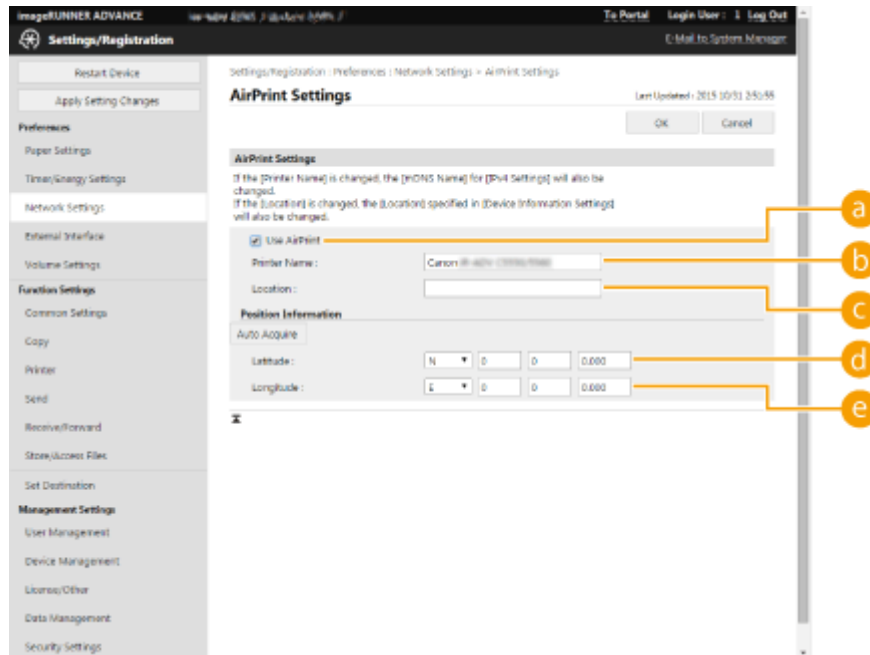 imageRUNNER ADVANCE
To Portal Login User : 1 Log Out
Settings/Registration
E-Mail to System Manager
Restart Device
Apply Setting Changes
Preferences
Paper Settings
Timer/Energy Settings
Network Settings
External Interface
Volume Settings
Function Settings
Common Settings
Copy
Printer
Send
Receive/Forward
Store/Access Files
Set Destination
Management Settings
User Management
Device Management
License/Other
Data Management
Security Settings
Settings/Registration : Preferences : Network Settings > AirPrint Settings
AirPrint Settings
Last Updated : 2015 10/31 2:51:55
OK Cancel
AirPrint Settings
If the [Printer Name] is changed, the [mDNS Name] for [IPv4 Settings] will also be
changed.
If the [Location] is changed, the [Location] specified in [Device Information Settings]
will also be changed.
Use AirPrint
Printer Name : Canon
Location :
Position Information
Auto Acquire
Latitude : N 0 0 0.000
Longitude : E 0 0 0.000
a
b
c
d
e